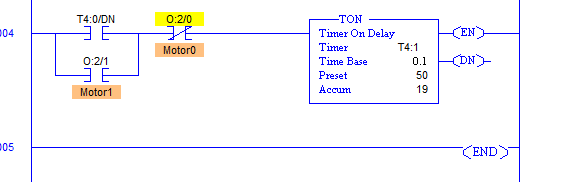 T4:0/DN
O:2/0
Motor0
O:2/1
Motor1
TON
Timer On Delay
Timer T4:1
Time Base 0.1
Preset 50
Accum 19
EN
DN
004
005
END